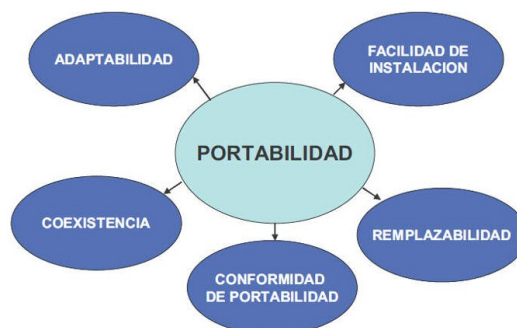 ADAPTABILIDAD
FACILIDAD DE
INSTALACION
PORTABILIDAD
COEXISTENCIA
REMPLAZABILIDAD
CONFORMIDAD
DE PORTABILIDAD